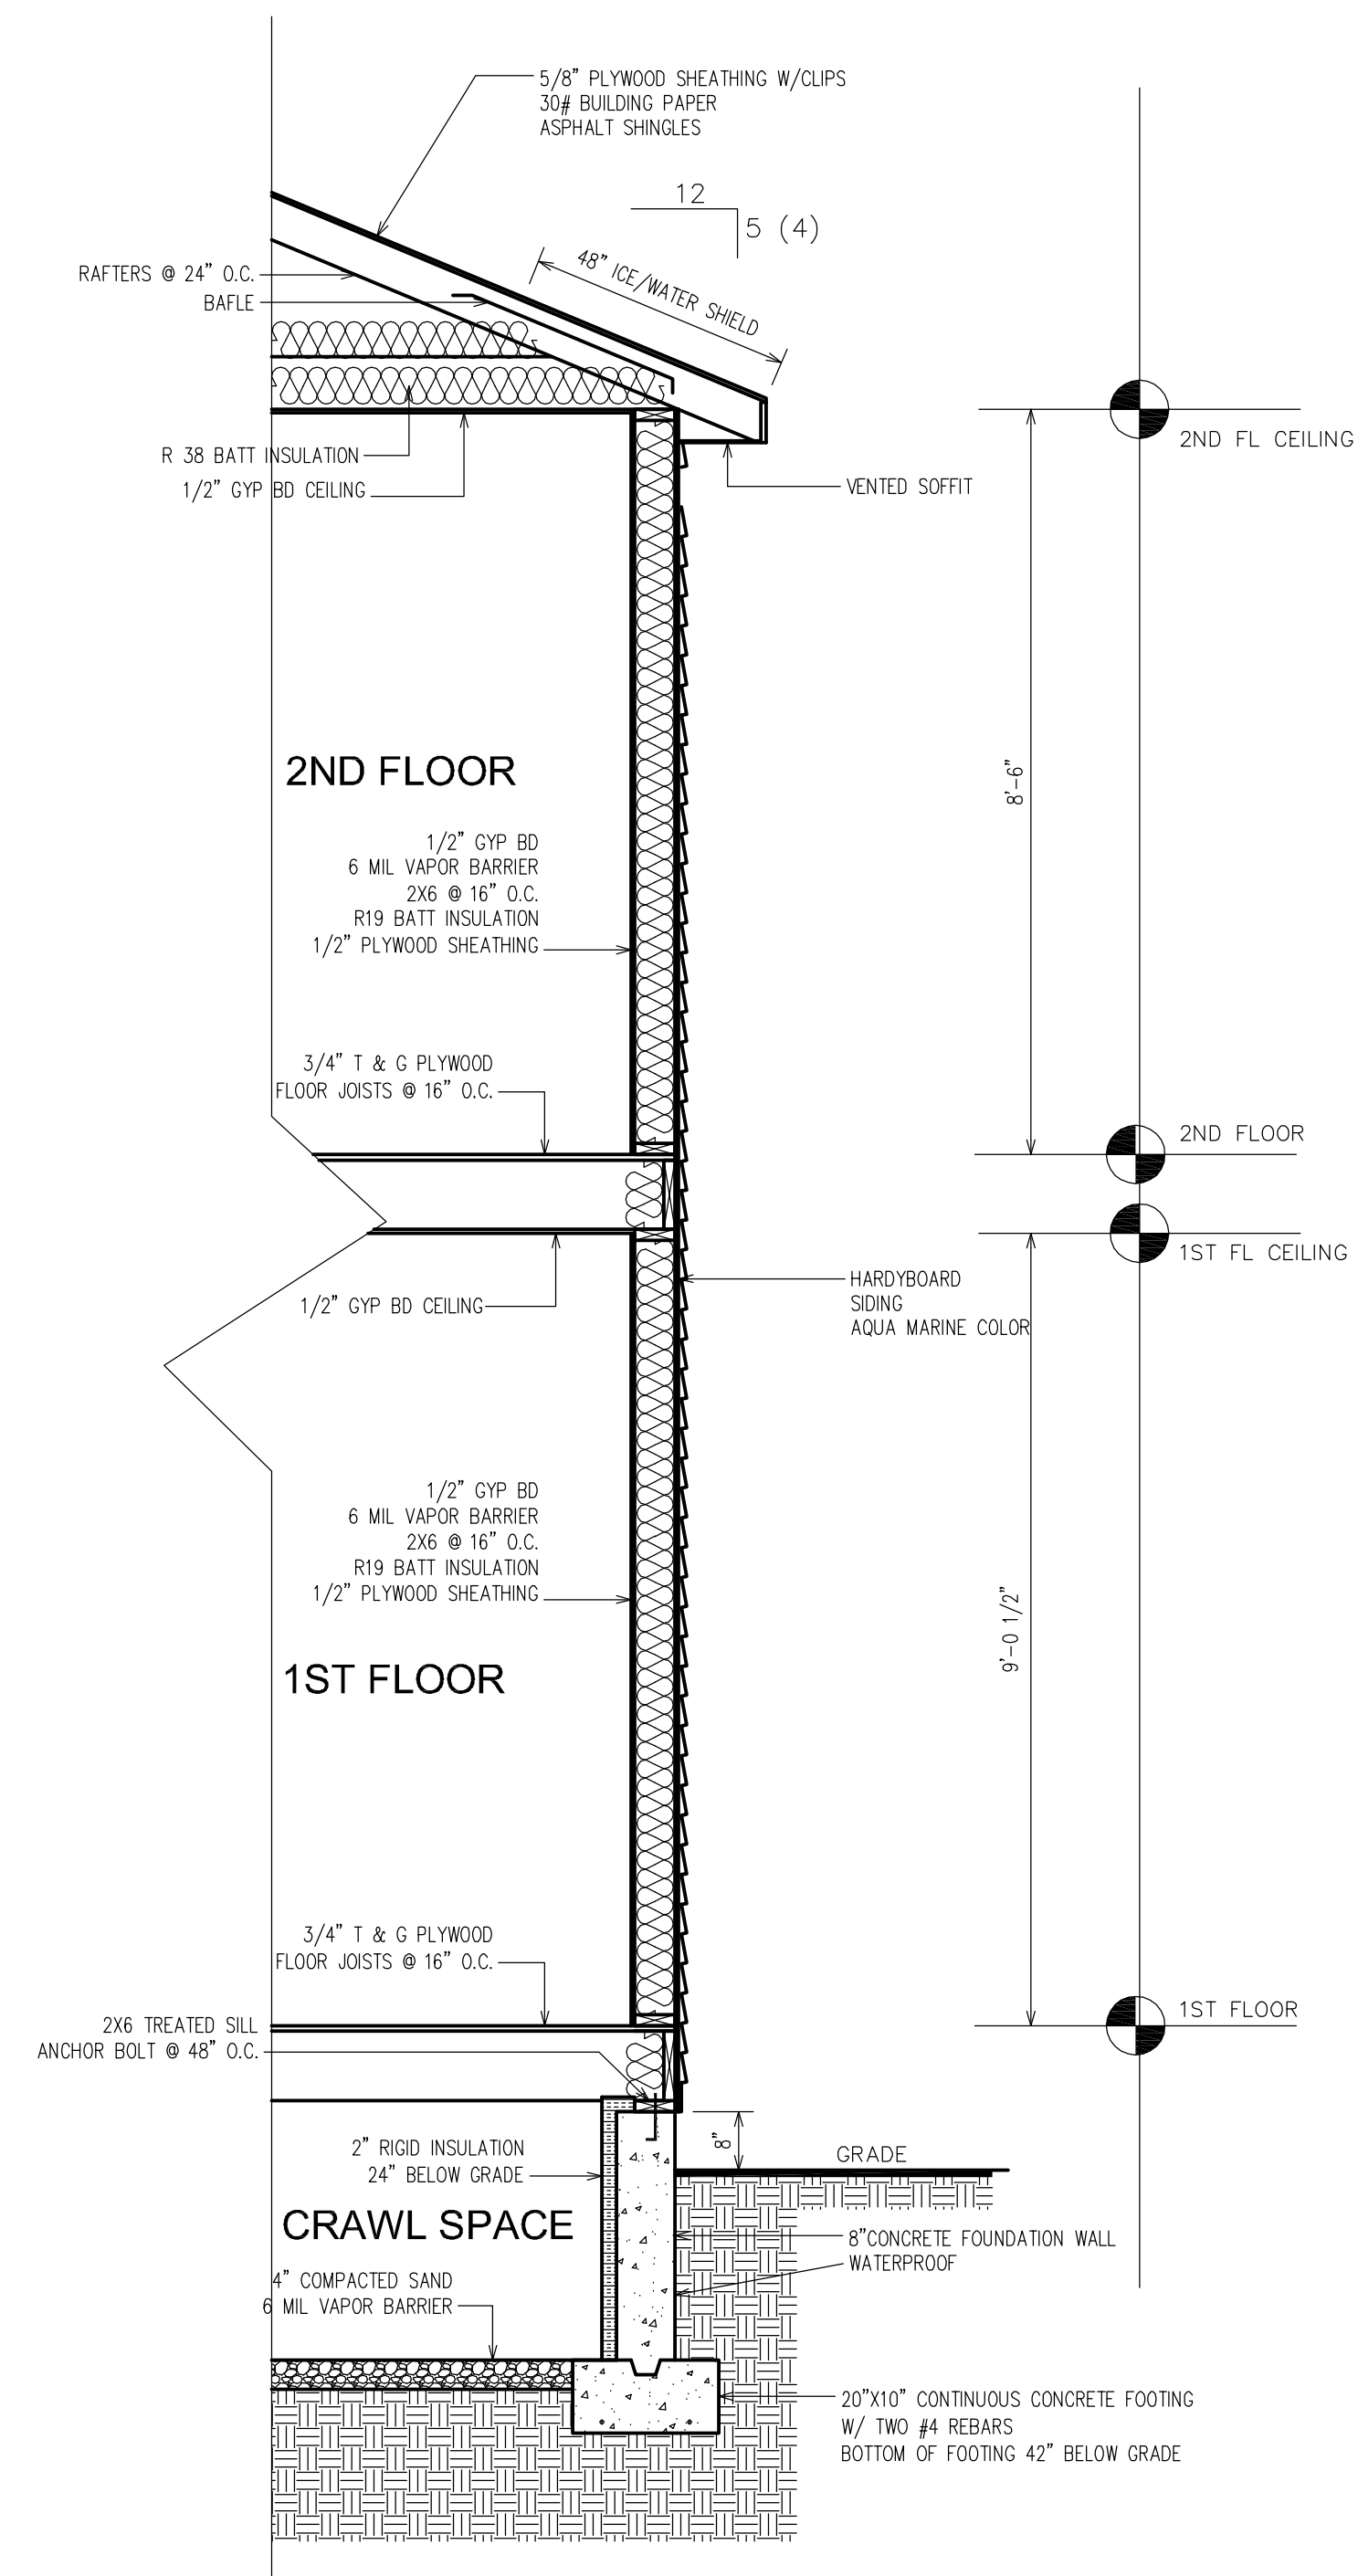 5/8" PLYWOOD SHEATHING W/CLIPS
30# BUILDING PAPER
ASPHALT SHINGLES
12
5 (4)
48" ICE/WATER SHIELD
RAFTERS @ 24" O.C.
BAFLE
2ND FL CEILING
R 38 BATT INSULATION
1/2" GYP BD CEILING
VENTED SOFFIT
8'-6"
2ND FLOOR
1/2" GYP BD
6 MIL VAPOR BARRIER
2X6 @ 16" O.C.
R19 BATT INSULATION
1/2" PLYWOOD SHEATHING
3/4" T & G PLYWOOD
FLOOR JOISTS @ 16" O.C.
2ND FLOOR
1ST FL CEILING
1/2" GYP BD CEILING
HARDYBOARD
SIDING
AQUA MARINE COLOR
1/2" GYP BD
6 MIL VAPOR BARRIER
2X6 @ 16" O.C.
R19 BATT INSULATION
1/2" PLYWOOD SHEATHING
9'-0 1/2"
1ST FLOOR
3/4" T & G PLYWOOD
FLOOR JOISTS @ 16" O.C.
1ST FLOOR
2X6 TREATED SILL
ANCHOR BOLT @ 48" O.C.
8"
GRADE
2" RIGID INSULATION
24" BELOW GRADE
CRAWL SPACE
8"CONCRETE FOUNDATION WALL
WATERPROOF
4" COMPACTED SAND
6 MIL VAPOR BARRIER
20"X10" CONTINUOUS CONCRETE FOOTING
W/ TWO #4 REBARS
BOTTOM OF FOOTING 42" BELOW GRADE